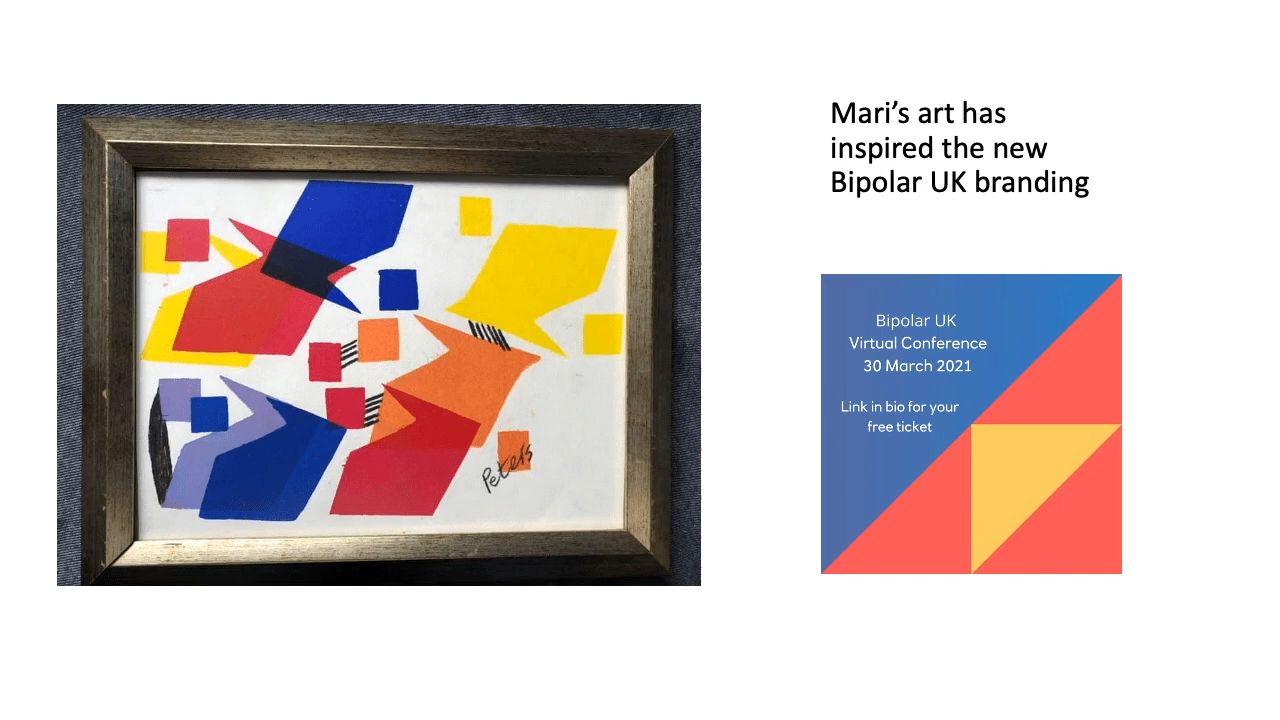 Mari’s art has
inspired the new
Bipolar UK branding
Peters
Bipolar UK
Virtual Conference
30 March 2021
Link in bio for your
free ticket